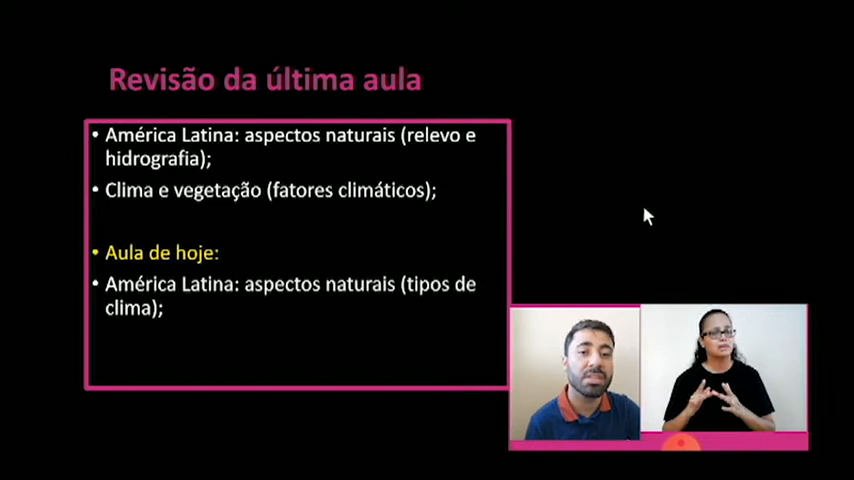 Revisão da última aula
• América Latina: aspectos naturais (relevo e
hidrografia);
• Clima e vegetação (fatores climáticos);
• Aula de hoje:
• América Latina: aspectos naturais (tipos de
clima);